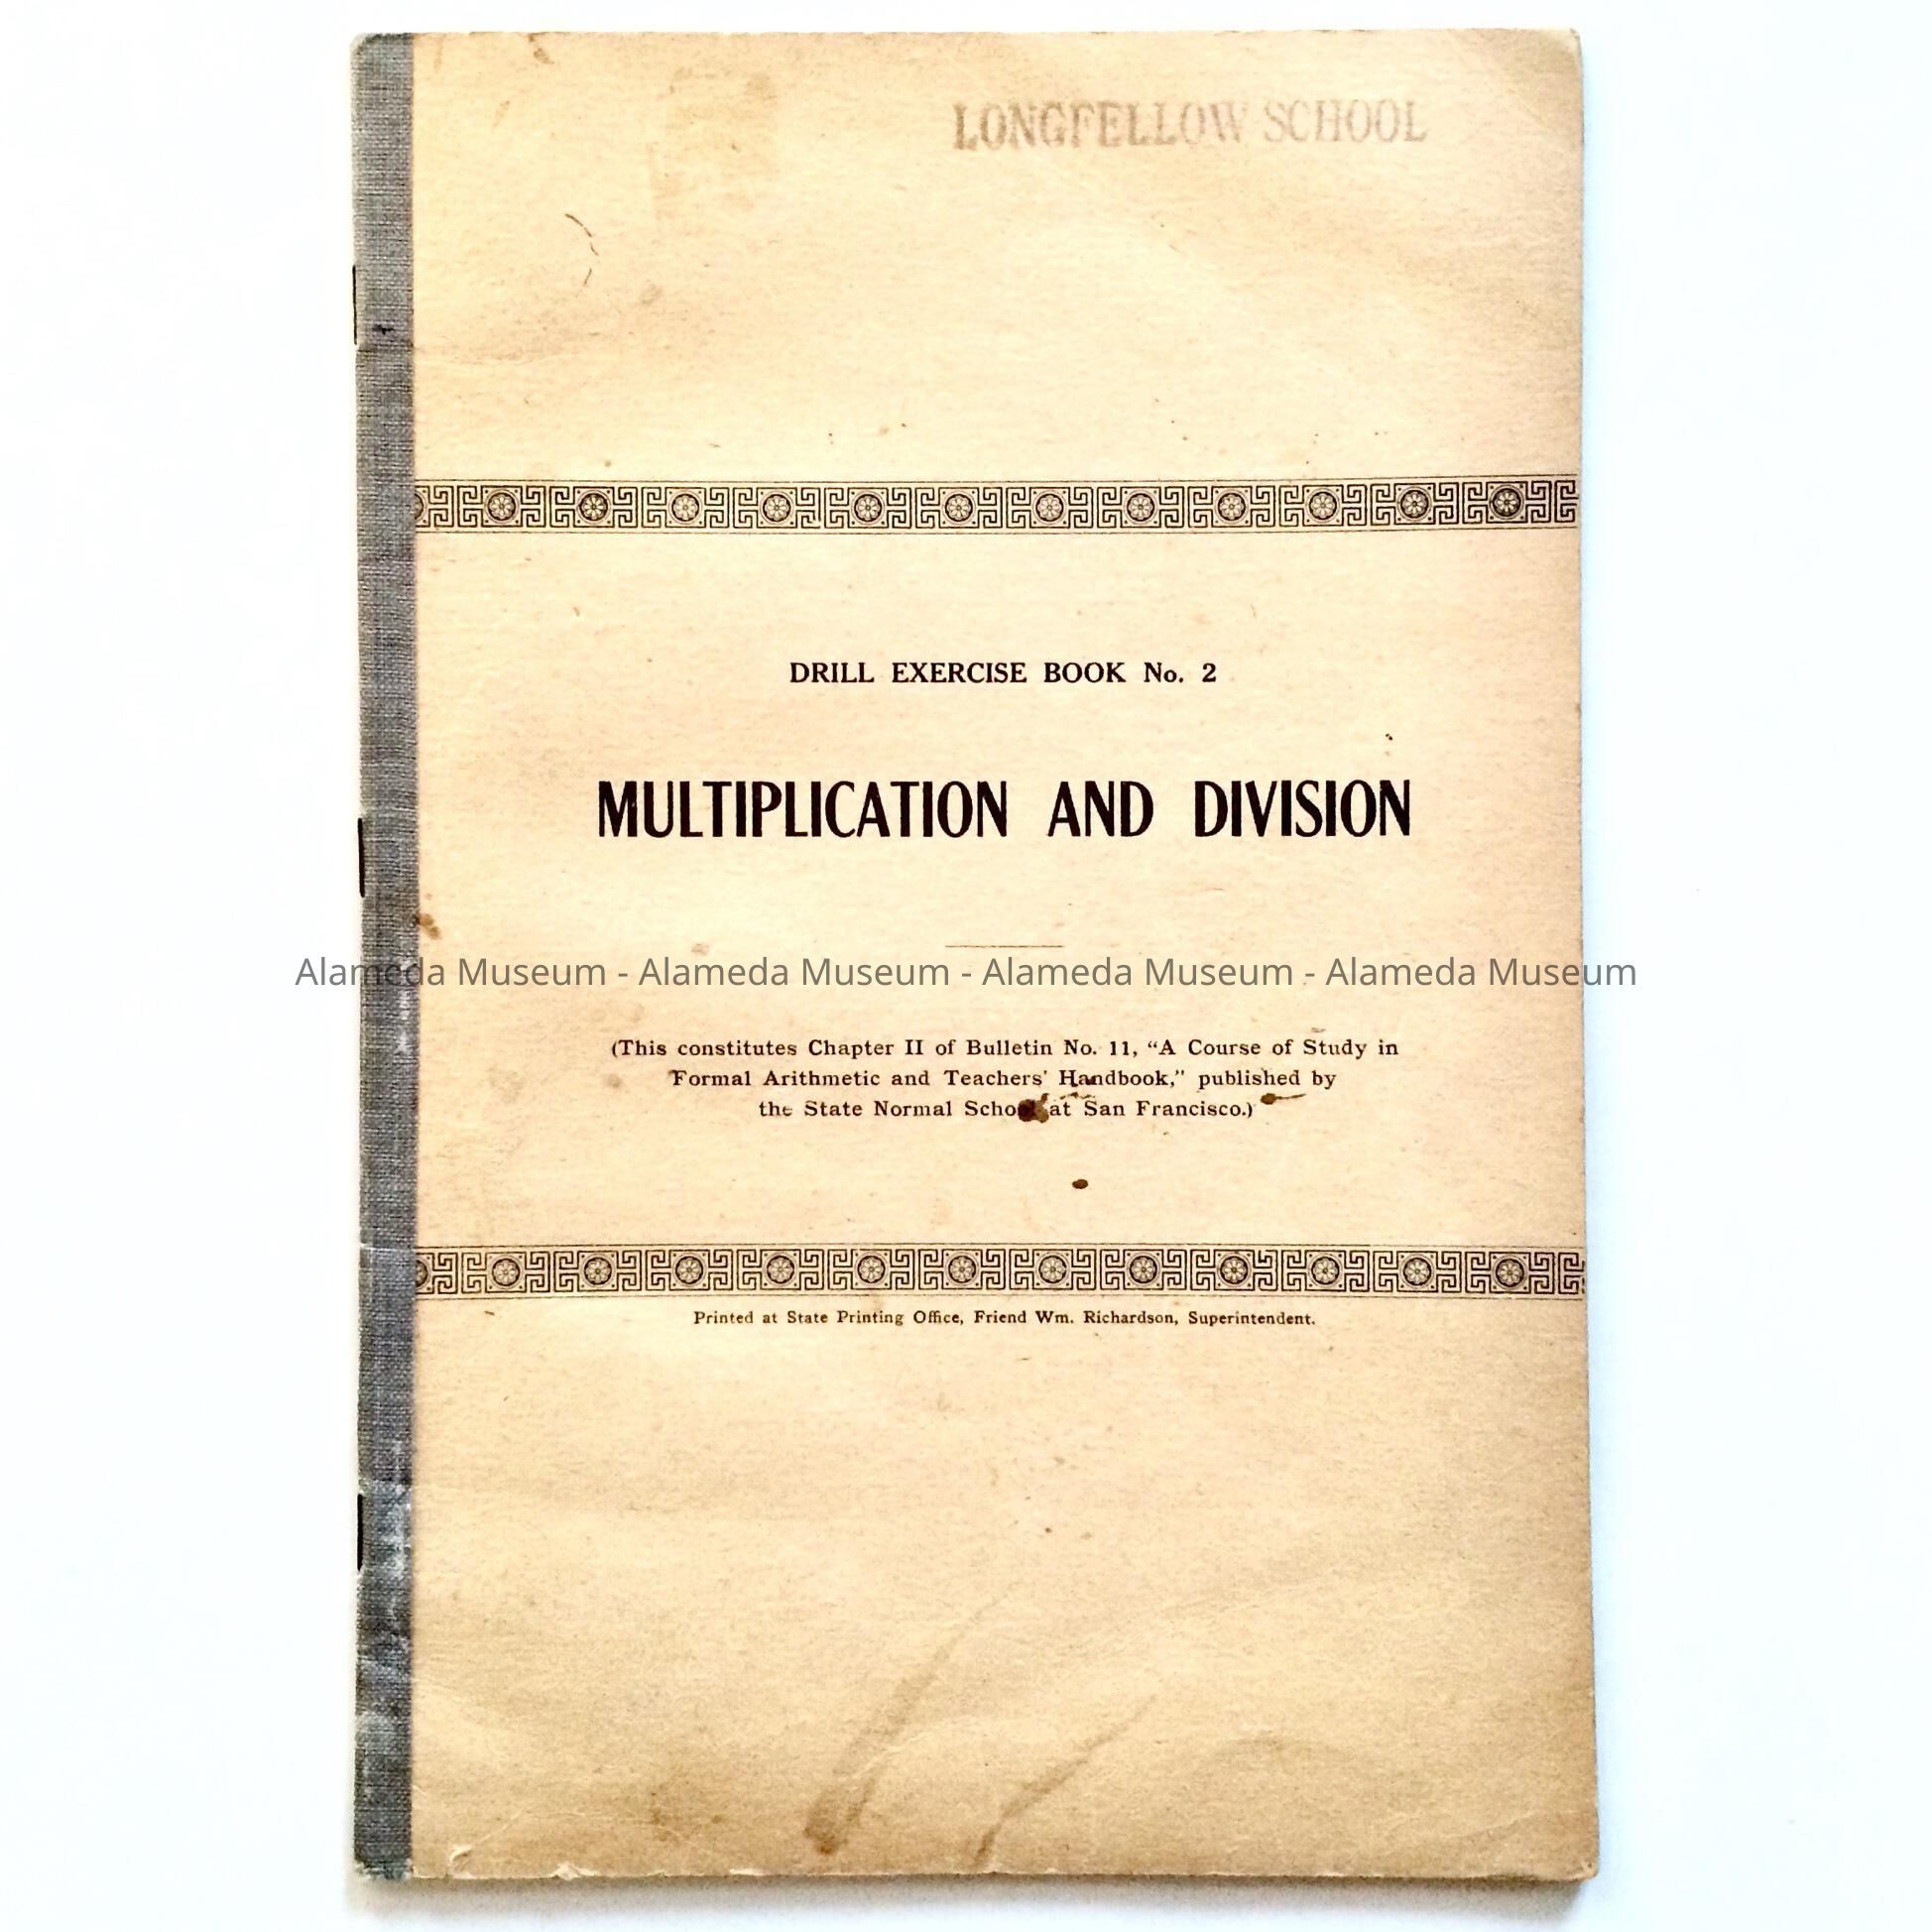 LONGFELLOW SCHOOL
DRILL EXERCISE BOOK No. 2
MULTIPLICATION AND DIVISION
Alameda Museum - Alameda Museum - Alameda Museum - Alameda Museum
(This constitutes Chapter II of Bulletin No. 11, “A Course of Study in
Formal Arithmetic and Teachers' Handbook,” published by
the State Normal School at San Francisco.)
Printed at State Printing Office, Friend Wm. Richardson, Superintendent.